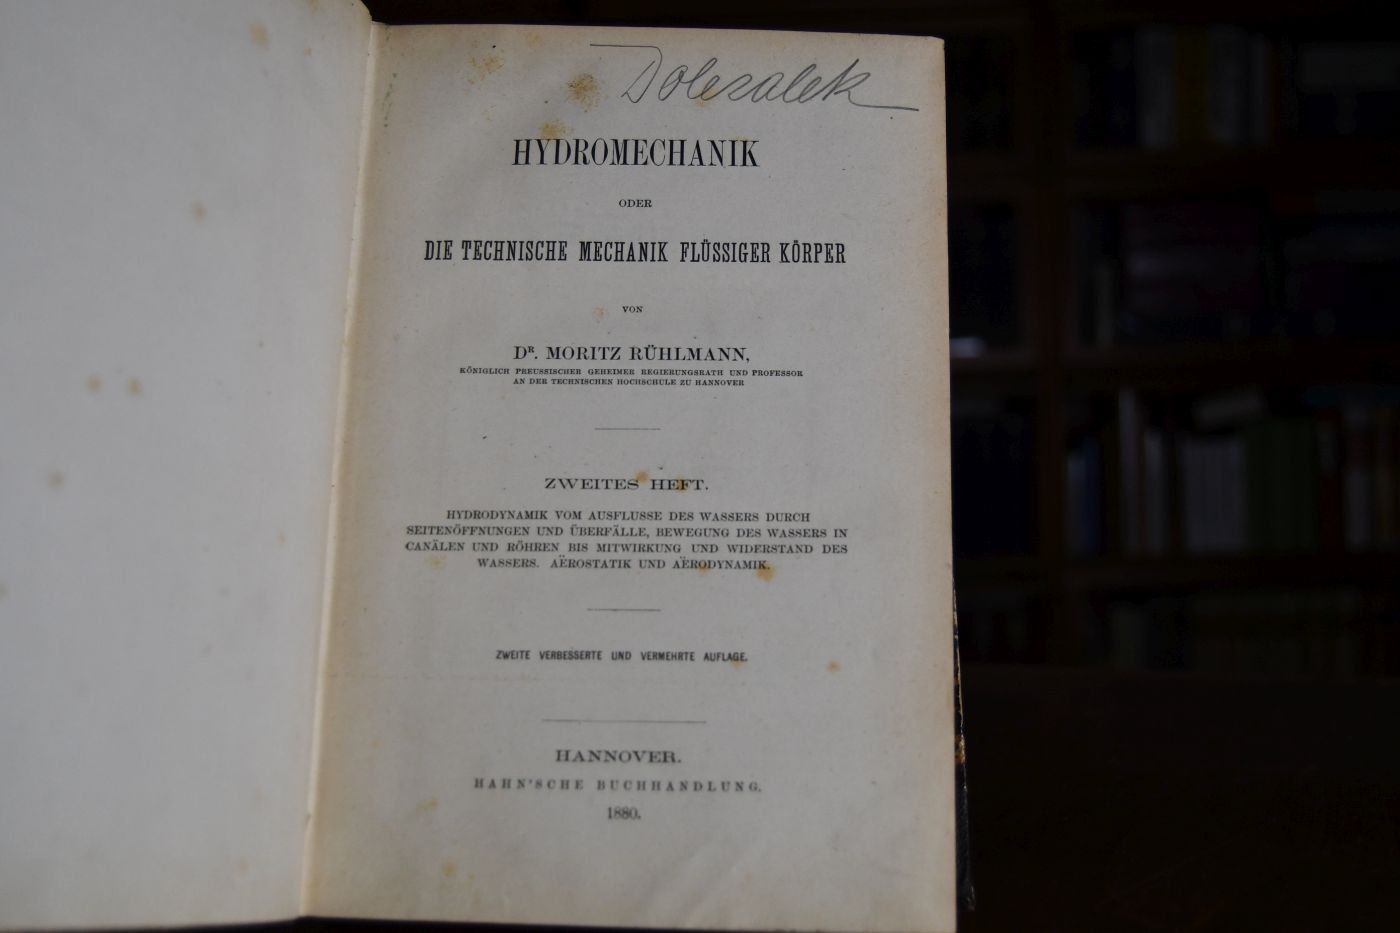 Dolezalek
HYDROMECHANIK
ODER
DIE TECHNISCHE MECHANIK FLÜSSIGER KÖRPER
VON
DR. MORITZ RÜHLMANN,
KÖNIGLICH PREUSSISCHER GEHEIMER REGIERUNGSRATH UND PROFESSOR
AN DER TECHNISCHEN HOCHSCHULE ZU HANNOVER
ZWEITES HEFT.
HYDRODYNAMIK VOM AUSFLUSSE DES WASSERS DURCH
SEITENÖFFNUNGEN UND ÜBERFÄLLE, BEWEGUNG DES WASSERS IN
CANÄLEN UND RÖHREN BIS MITWIRKUNG UND WIDERSTAND DES
WASSERS. AËROSTATIK UND AËRODYNAMIK.
ZWEITE VERBESSERTE UND VERMEHRTE AUFLAGE.
HANNOVER.
HAHN'SCHE BUCHHANDLUNG.
1880.